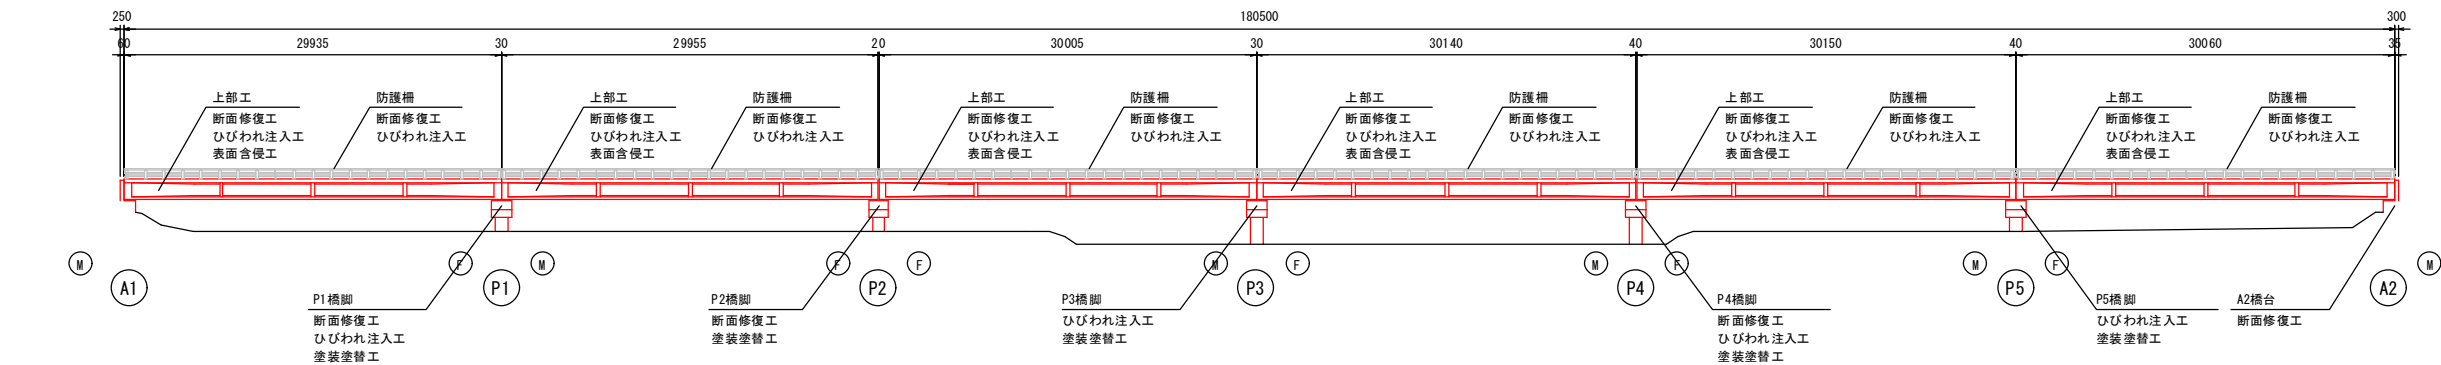 250 180500 300
60 29935 30 29955 20 30005 30 30140 40 30150 40 30060 35
上部工
断面修復工
ひびわれ注入工
表面含侵工
防護柵
断面修復工
ひびわれ注入工
上部工
断面修復工
ひびわれ注入工
表面含侵工
防護柵
断面修復工
ひびわれ注入工
上部工
断面修復工
ひびわれ注入工
表面含侵工
防護柵
断面修復工
ひびわれ注入工
上部工
断面修復工
ひびわれ注入工
表面含侵工
防護柵
断面修復工
ひびわれ注入工
上部工
断面修復工
ひびわれ注入工
表面含侵工
防護柵
断面修復工
ひびわれ注入工
上部工
断面修復工
ひびわれ注入工
表面含侵工
防護柵
断面修復工
ひびわれ注入工
M F M F F M F M F M F M
A1 P1 P2 P3 P4 P5 A2
P1橋脚
断面修復工
ひびわれ注入工
塗装塗替工
P2橋脚
断面修復工
塗装塗替工
P3橋脚
ひびわれ注入工
塗装塗替工
P4橋脚
断面修復工
ひびわれ注入工
塗装塗替工
P5橋脚
ひびわれ注入工
塗装塗替工
A2橋台
断面修復工